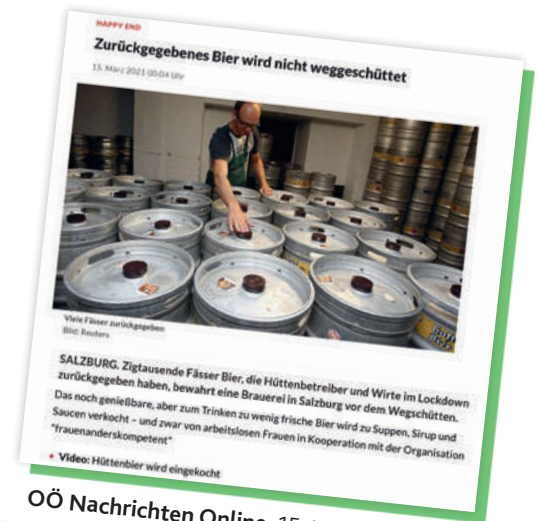 HAPPY END
Zurückgegebenes Bier wird nicht weggeschüttet
15. März 2021 00:04 Uhr
Viele Fässer zurückgegeben
Bild: Reuters
SALZBURG. Zigtausende Fässer Bier, die Hüttenbetreiber und Wirte im Lockdown
zurückgegeben haben, bewahrt eine Brauerei in Salzburg vor dem Wegschütten.
Das noch genießbare, aber zum Trinken zu wenig frische Bier wird zu Suppen, Sirup und
Saucen verkocht – und zwar von arbeitslosen Frauen in Kooperation mit der Organisation
"frauenanderskompetent"
Video: Hüttenbier wird eingekocht
OÖ Nachrichten Online